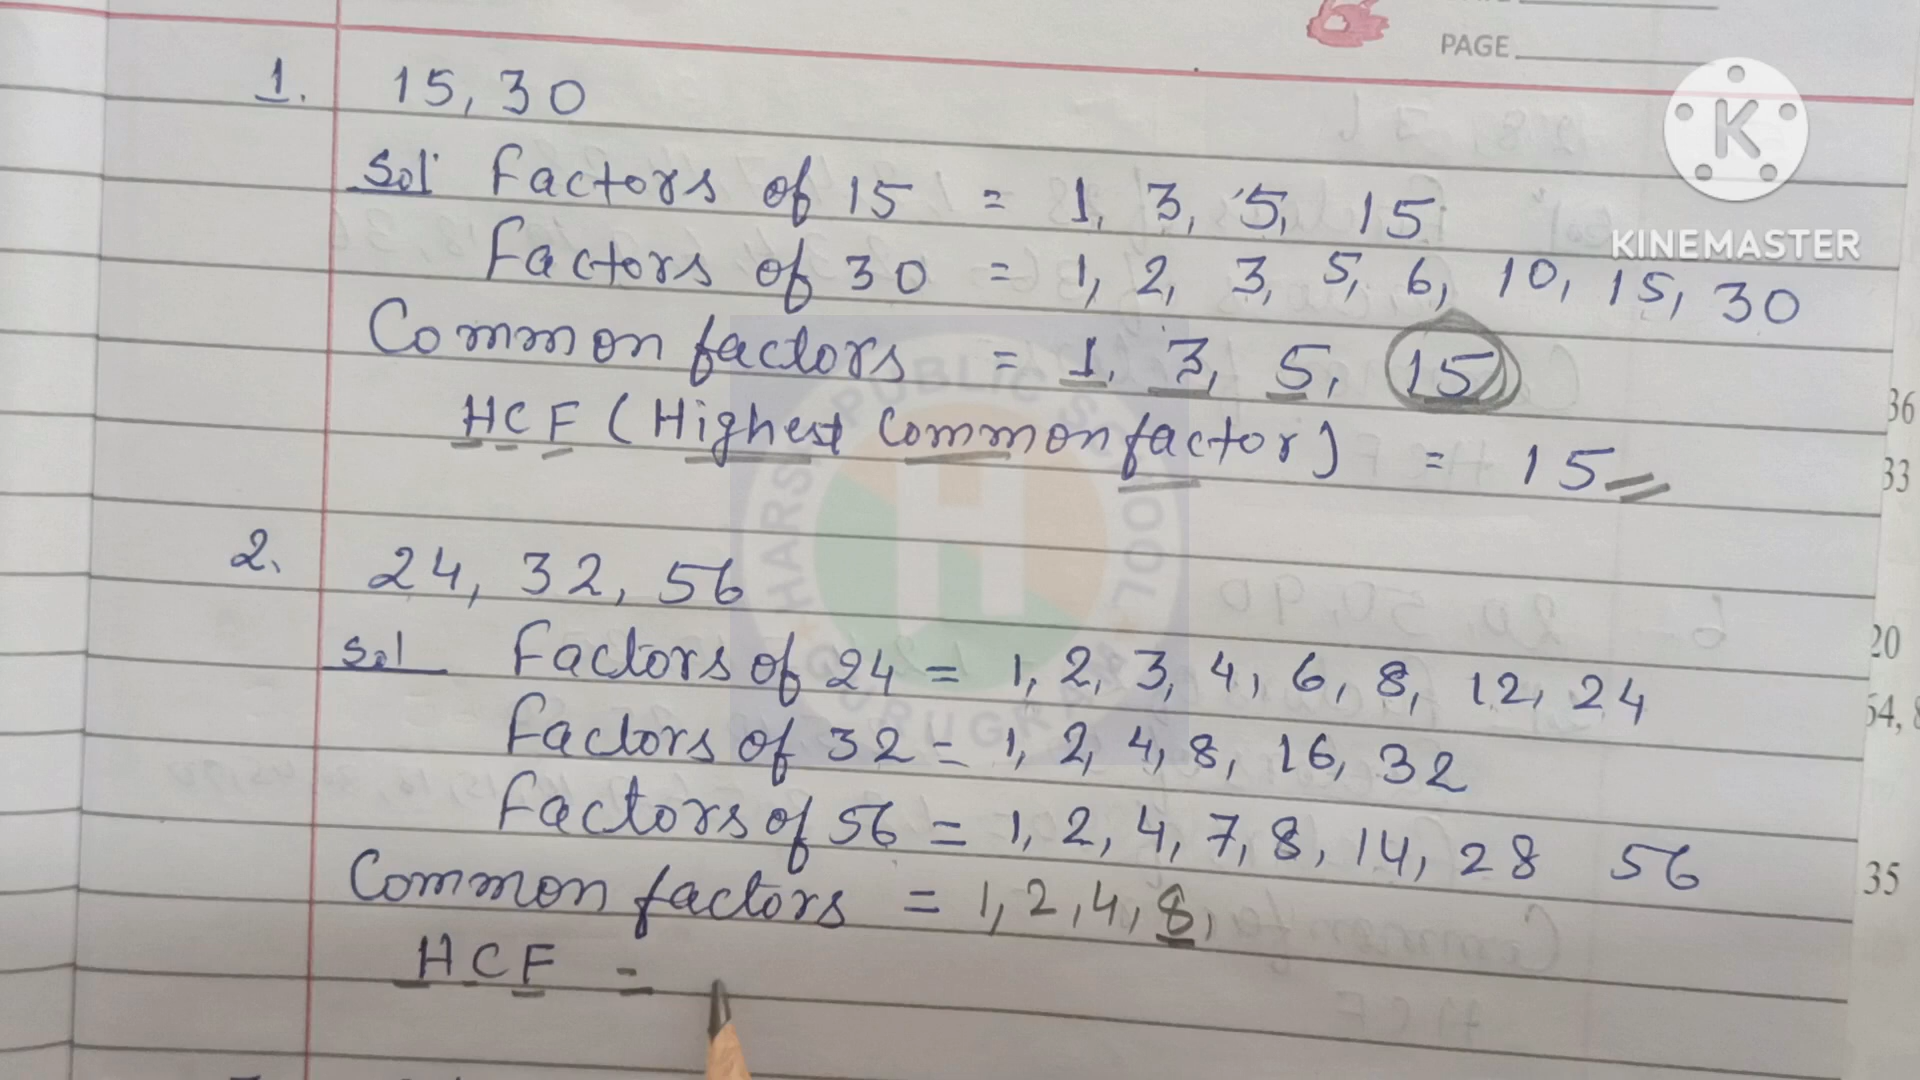 PAGE
1. 15, 30
KINEMASTER
Sol Factors of 15 = 1, 3, 5, 15
Factors of 30 = 1, 2, 3, 5, 6, 10, 15, 30
Common factors = 1, 3, 5, 15
HCF (Highest Common factor) = 15
2. 24, 32, 56
Sol Factors of 24 = 1, 2, 3, 4, 6, 8, 12, 24
Factors of 32 = 1, 2, 4, 8, 16, 32
Factors of 56 = 1, 2, 4, 7, 8, 14, 28 56
Common factors = 1, 2, 4, 8,
HCF =
36
33
20
54, 8
35
PUBLIC SCHOOL